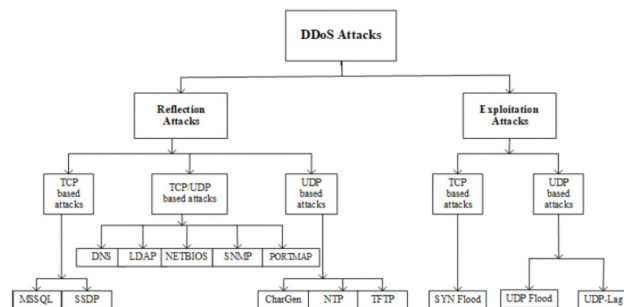 DDoS Attacks
Reflection
Attacks
Exploitation
Attacks
TCP
based
attacks
TCP/UDP
based attacks
UDP
based
attacks
TCP
based
attacks
UDP
based
attacks
DNS
LDAP
NETBIOS
SNMP
PORTMAP
MSSQL
SSDP
CharGen
NTP
TFTP
SYN Flood
UDP Flood
UDP-Lag